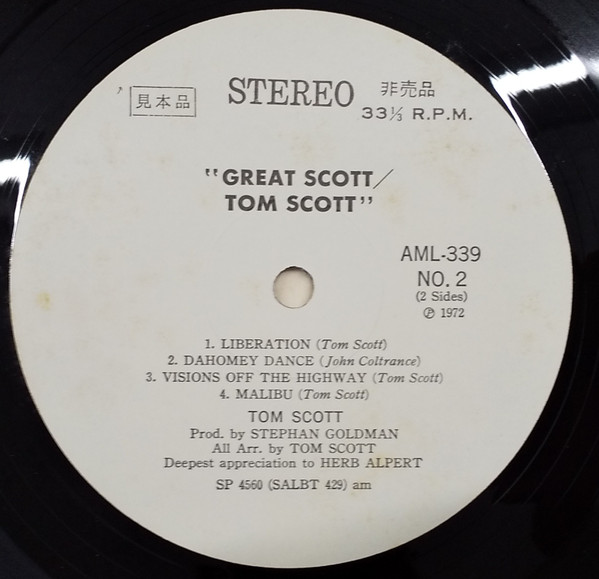 見本品
STEREO
非売品
33⅓ R.P.M.
"GREAT SCOTT/
TOM SCOTT"
AML-339
NO. 2
(2 Sides)
℗ 1972
1. LIBERATION (Tom Scott)
2. DAHOMEY DANCE (John Coltrance)
3. VISIONS OFF THE HIGHWAY (Tom Scott)
4. MALIBU (Tom Scott)
TOM SCOTT
Prod. by STEPHAN GOLDMAN
All Arr. by TOM SCOTT
Deepest appreciation to HERB ALPERT
SP 4560 (SALBT 429) am